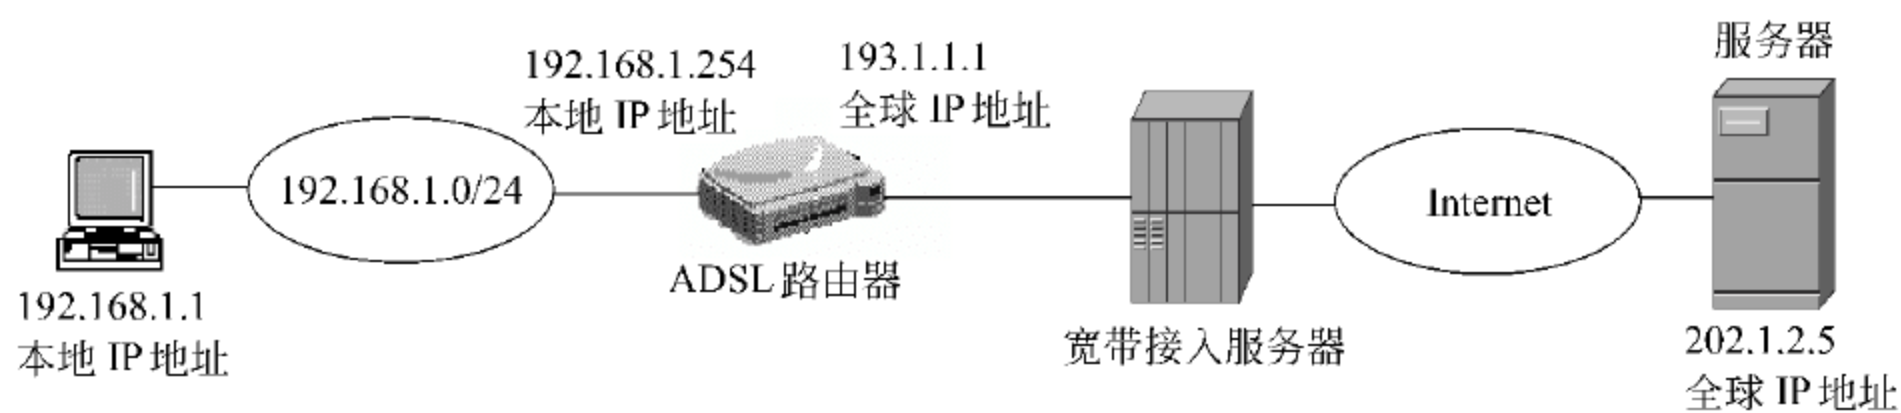 服务器
193.1.1.1
全球 IP 地址
192.168.1.254
本地 IP 地址
192.168.1.0/24
Internet
ADSL 路由器
192.168.1.1
本地 IP 地址
宽带接入服务器
202.1.2.5
全球 IP 地址